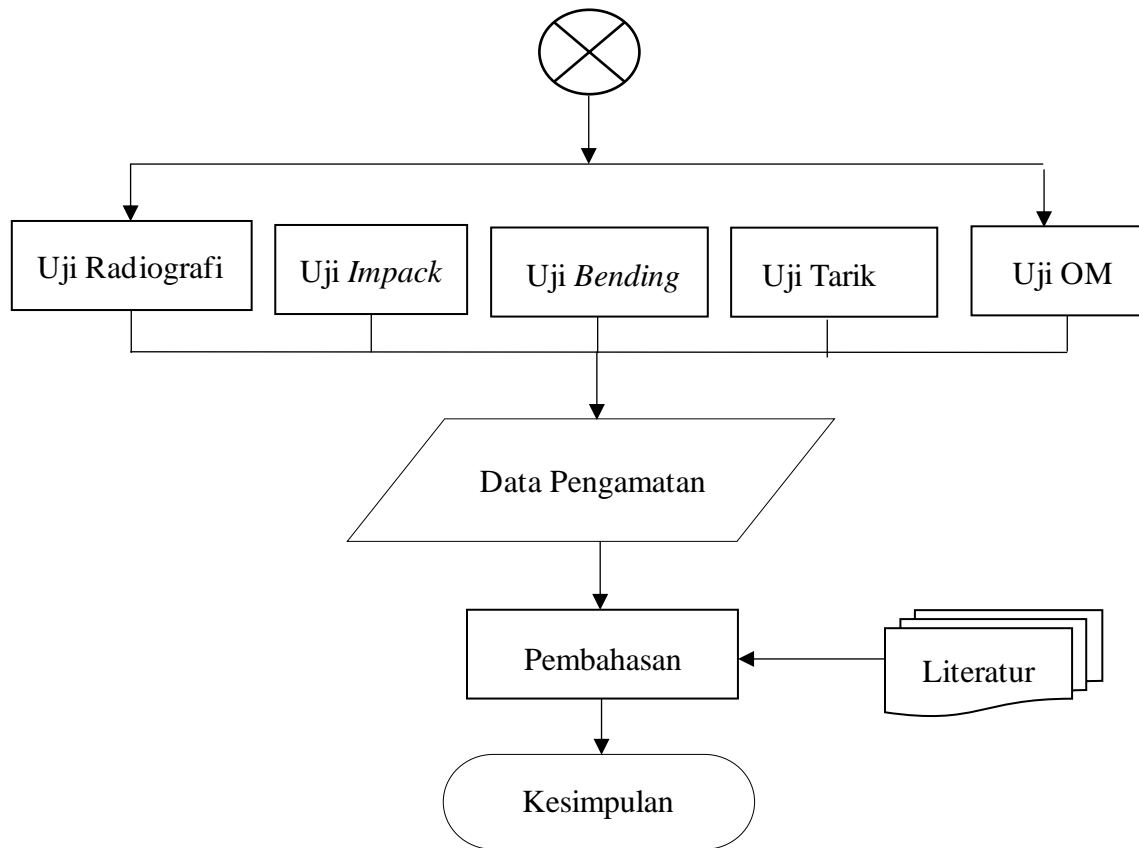 Uji Radiografi
Uji Impack
Uji Bending
Uji Tarik
Uji OM
Data Pengamatan
Pembahasan
Literatur
Kesimpulan